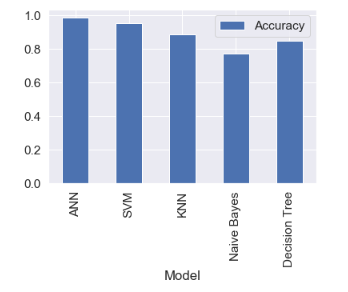 Accuracy
1.0
0.8
0.6
0.4
0.2
0.0
ANN
SVM
KNN
Naive Bayes
Decision Tree
Model